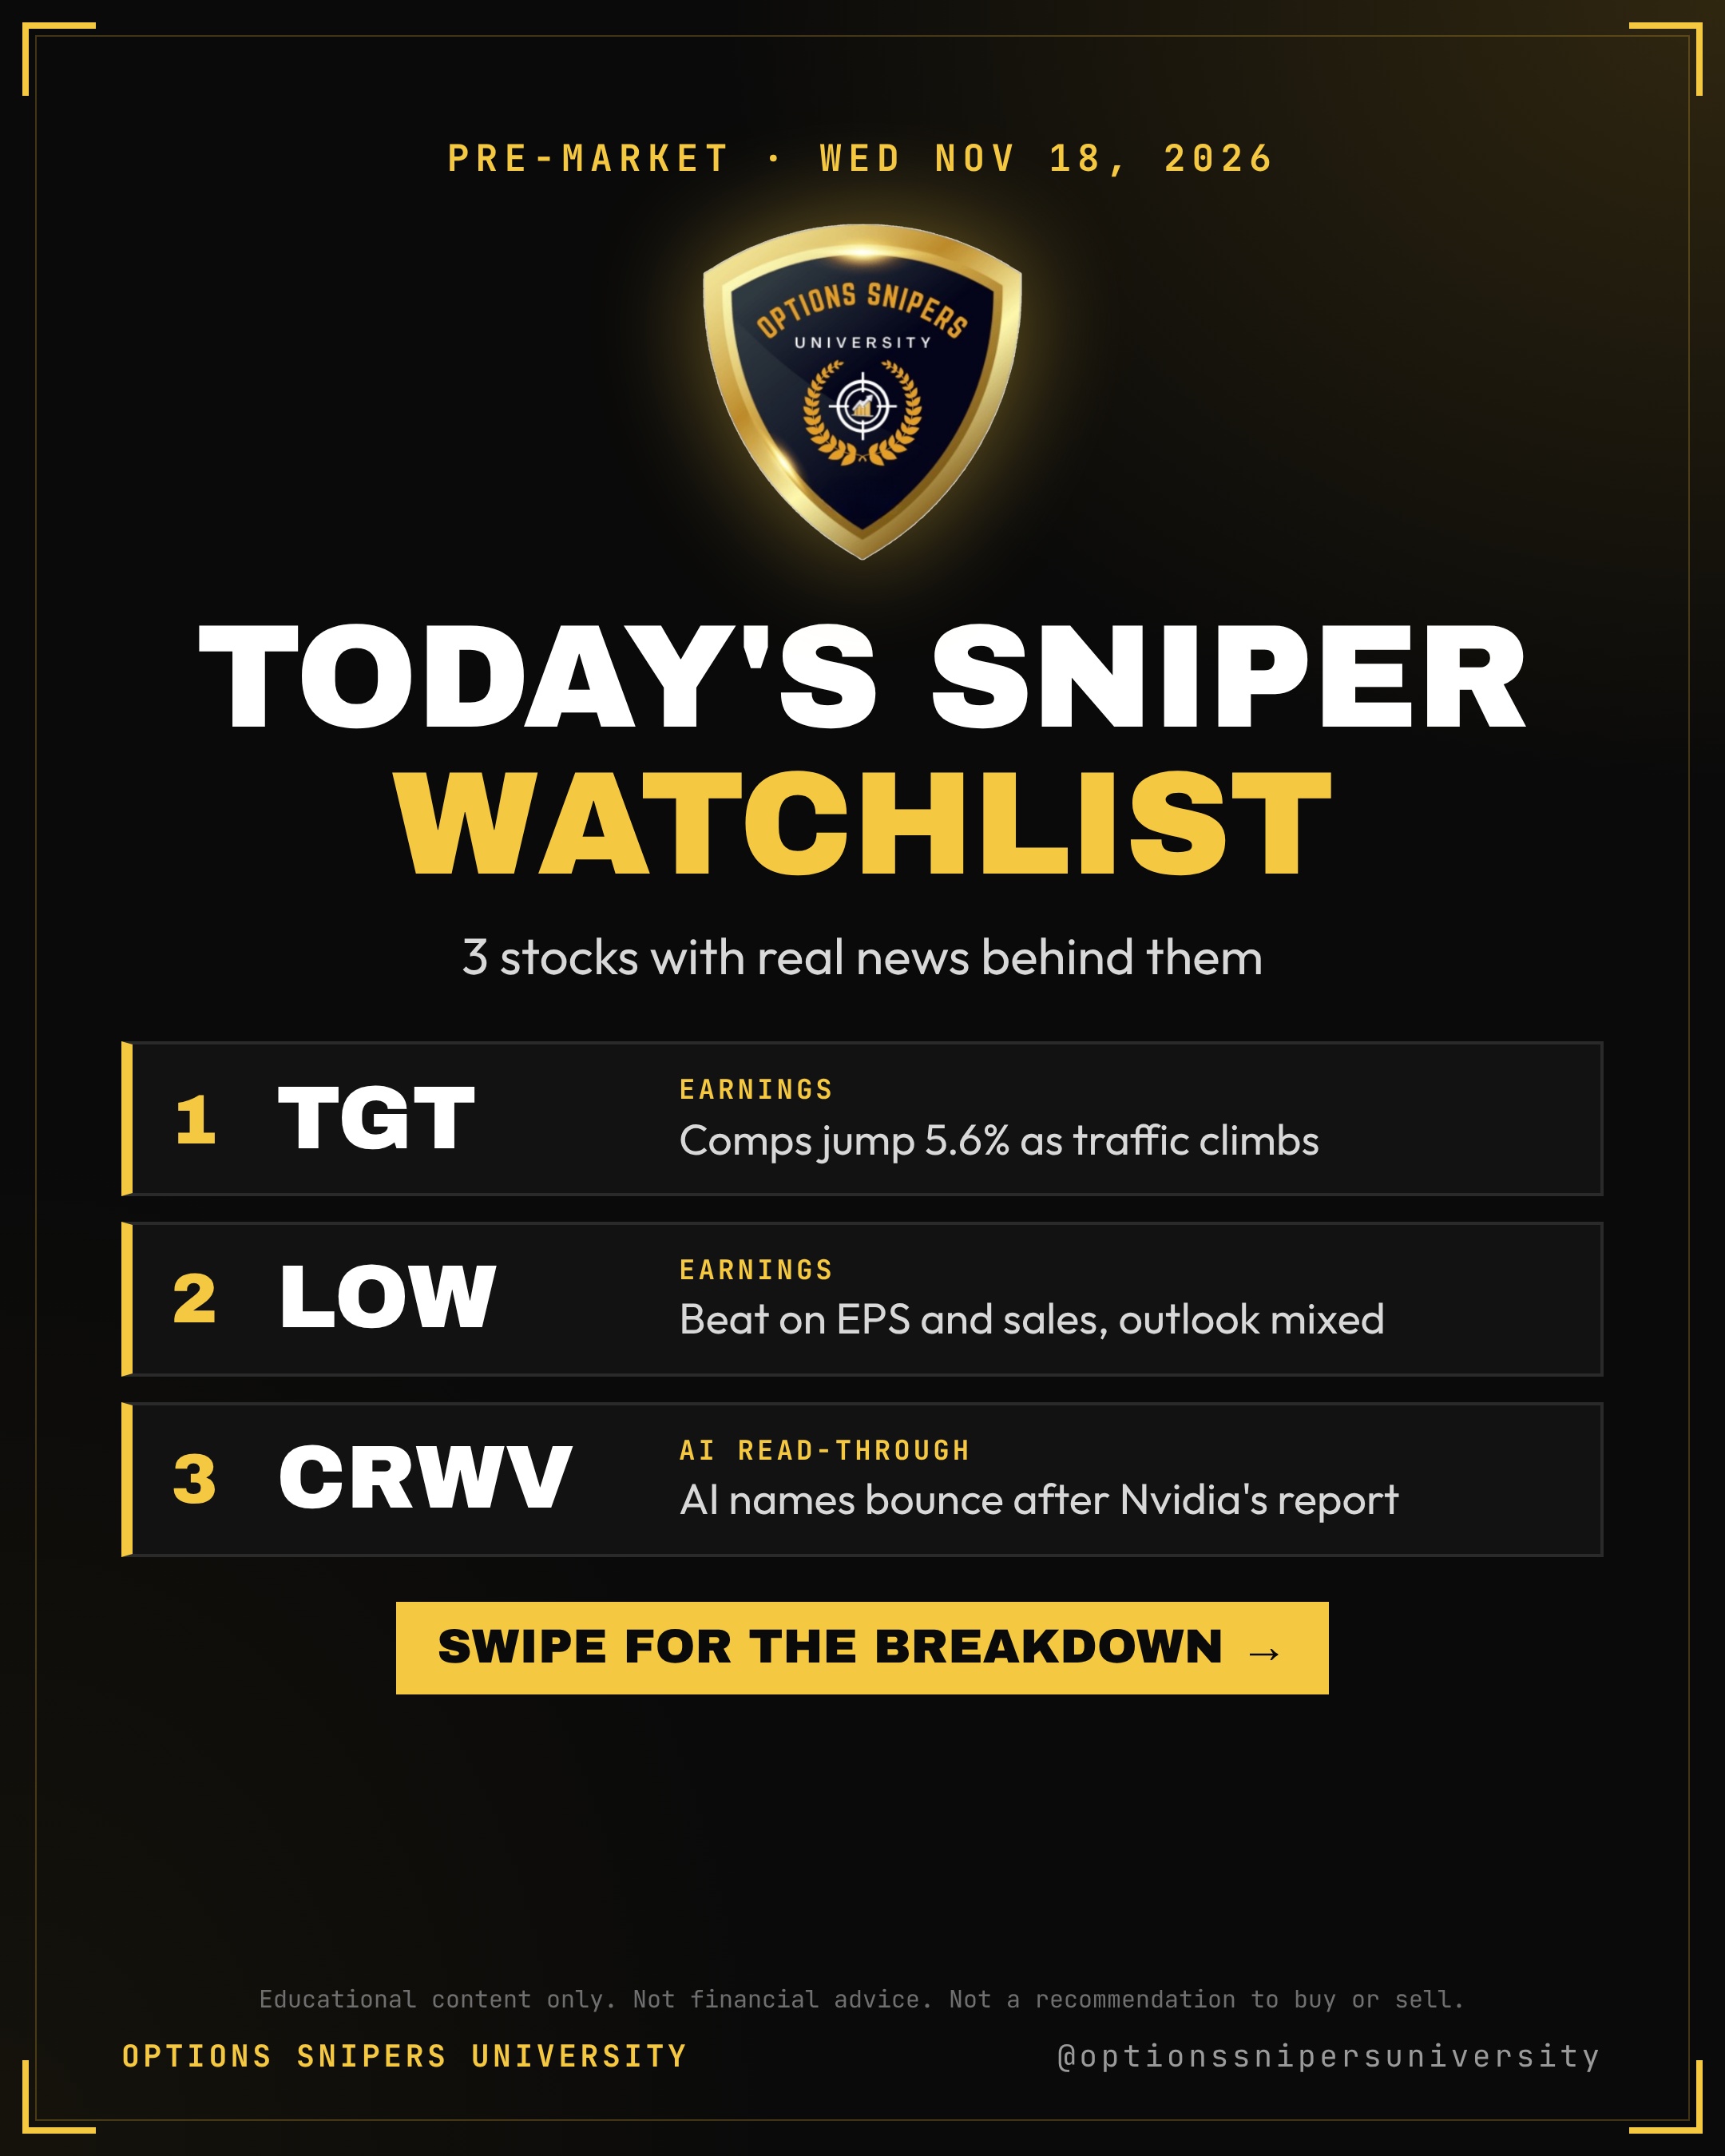 PRE-MARKET · WED NOV 18, 2026
OPTIONS SNIPERS
UNIVERSITY
TODAY'S SNIPER
WATCHLIST
3 stocks with real news behind them
1 TGT
EARNINGS
Comps jump 5.6% as traffic climbs
2 LOW
EARNINGS
Beat on EPS and sales, outlook mixed
3 CRWV
AI READ-THROUGH
AI names bounce after Nvidia's report
SWIPE FOR THE BREAKDOWN →
Educational content only. Not financial advice. Not a recommendation to buy or sell.
OPTIONS SNIPERS UNIVERSITY
@optionssnipersuniversity